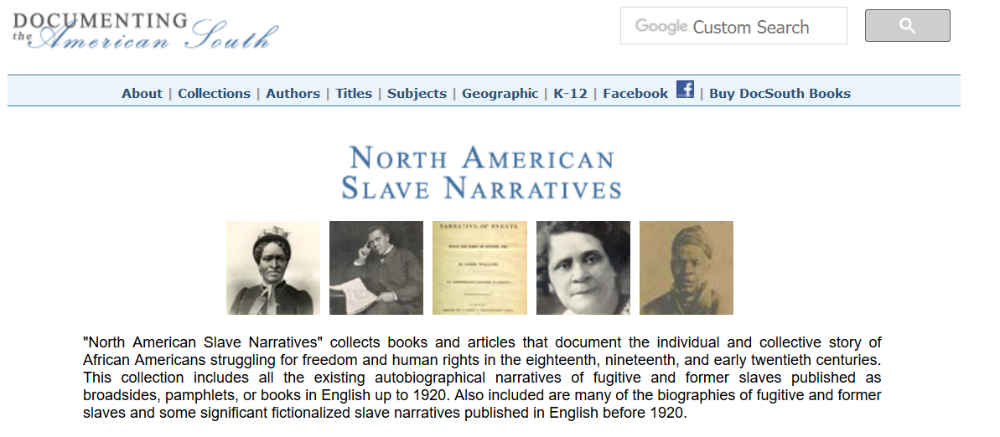 DOCUMENTING
the American South
Google Custom Search
About | Collections | Authors | Titles | Subjects | Geographic | K-12 | Facebook f | Buy DocSouth Books
NORTH AMERICAN
SLAVE NARRATIVES
NARRATIVE OF EVENTS
BY JAMES WILLIAMS,
"North American Slave Narratives" collects books and articles that document the individual and collective story of
African Americans struggling for freedom and human rights in the eighteenth, nineteenth, and early twentieth centuries.
This collection includes all the existing autobiographical narratives of fugitive and former slaves published as
broadsides, pamphlets, or books in English up to 1920. Also included are many of the biographies of fugitive and former
slaves and some significant fictionalized slave narratives published in English before 1920.